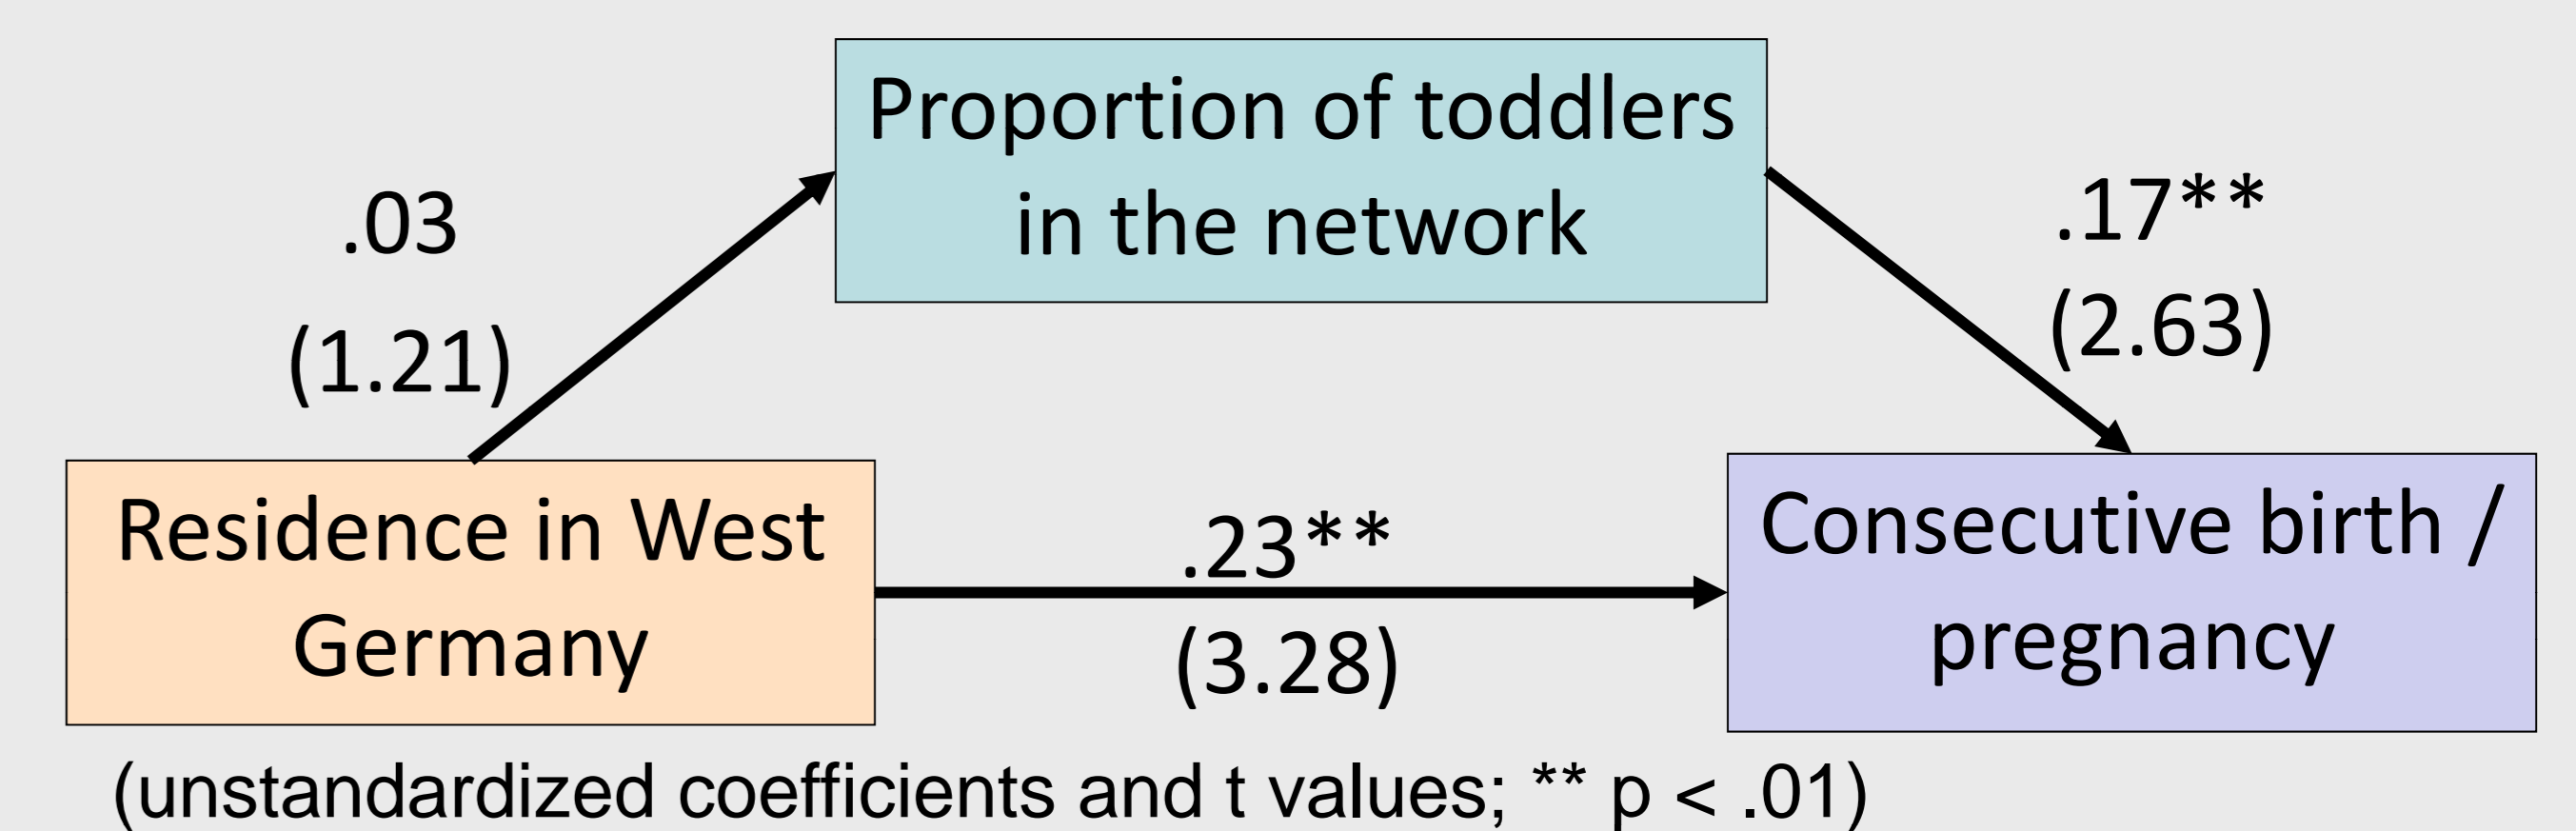 Proportion of toddlers
in the network
.03
(1.21)
.17**
(2.63)
Residence in West
Germany
.23**
(3.28)
Consecutive birth /
pregnancy
(unstandardized coefficients and t values; ** p < .01)